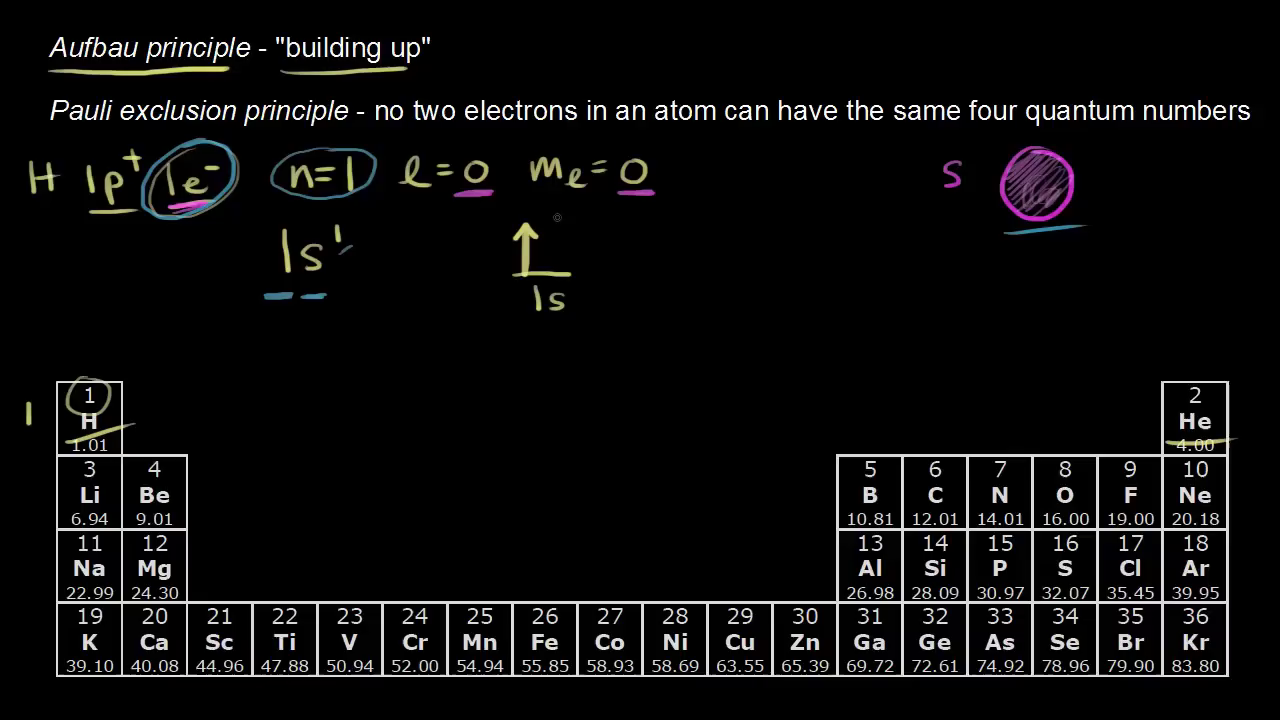 Aufbau principle - "building up"
Pauli exclusion principle - no two electrons in an atom can have the same four quantum numbers
H 1p⁺ 1e⁻ n=1 l=0 mₗ=0 S
1s¹
1s
1
1 2
H He
1.01 4.00
3 4 5 6 7 8 9 10
Li Be B C N O F Ne
6.94 9.01 10.81 12.01 14.01 16.00 19.00 20.18
11 12 13 14 15 16 17 18
Na Mg Al Si P S Cl Ar
22.99 24.30 26.98 28.09 30.97 32.07 35.45 39.95
19 20 21 22 23 24 25 26 27 28 29 30 31 32 33 34 35 36
K Ca Sc Ti V Cr Mn Fe Co Ni Cu Zn Ga Ge As Se Br Kr
39.10 40.08 44.96 47.88 50.94 52.00 54.94 55.85 58.93 58.69 63.55 65.39 69.72 72.61 74.92 78.96 79.90 83.80